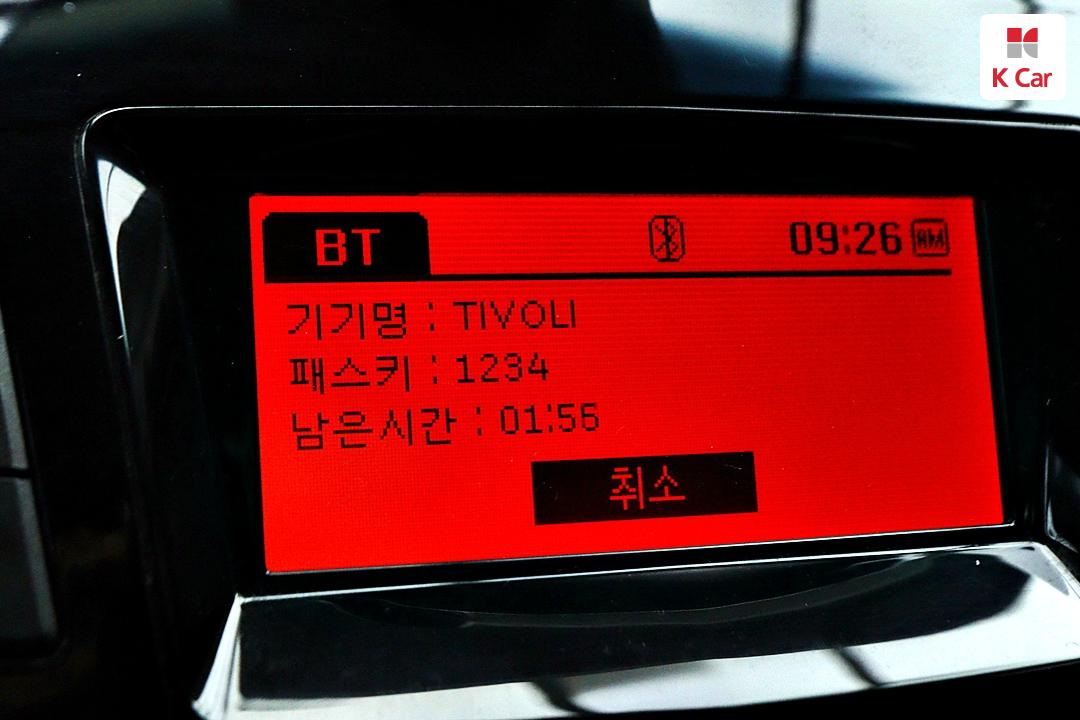 K Car
BT 09:26 AM
기기명 : TIVOLI
패스키 : 1234
남은시간 : 01:56
취소